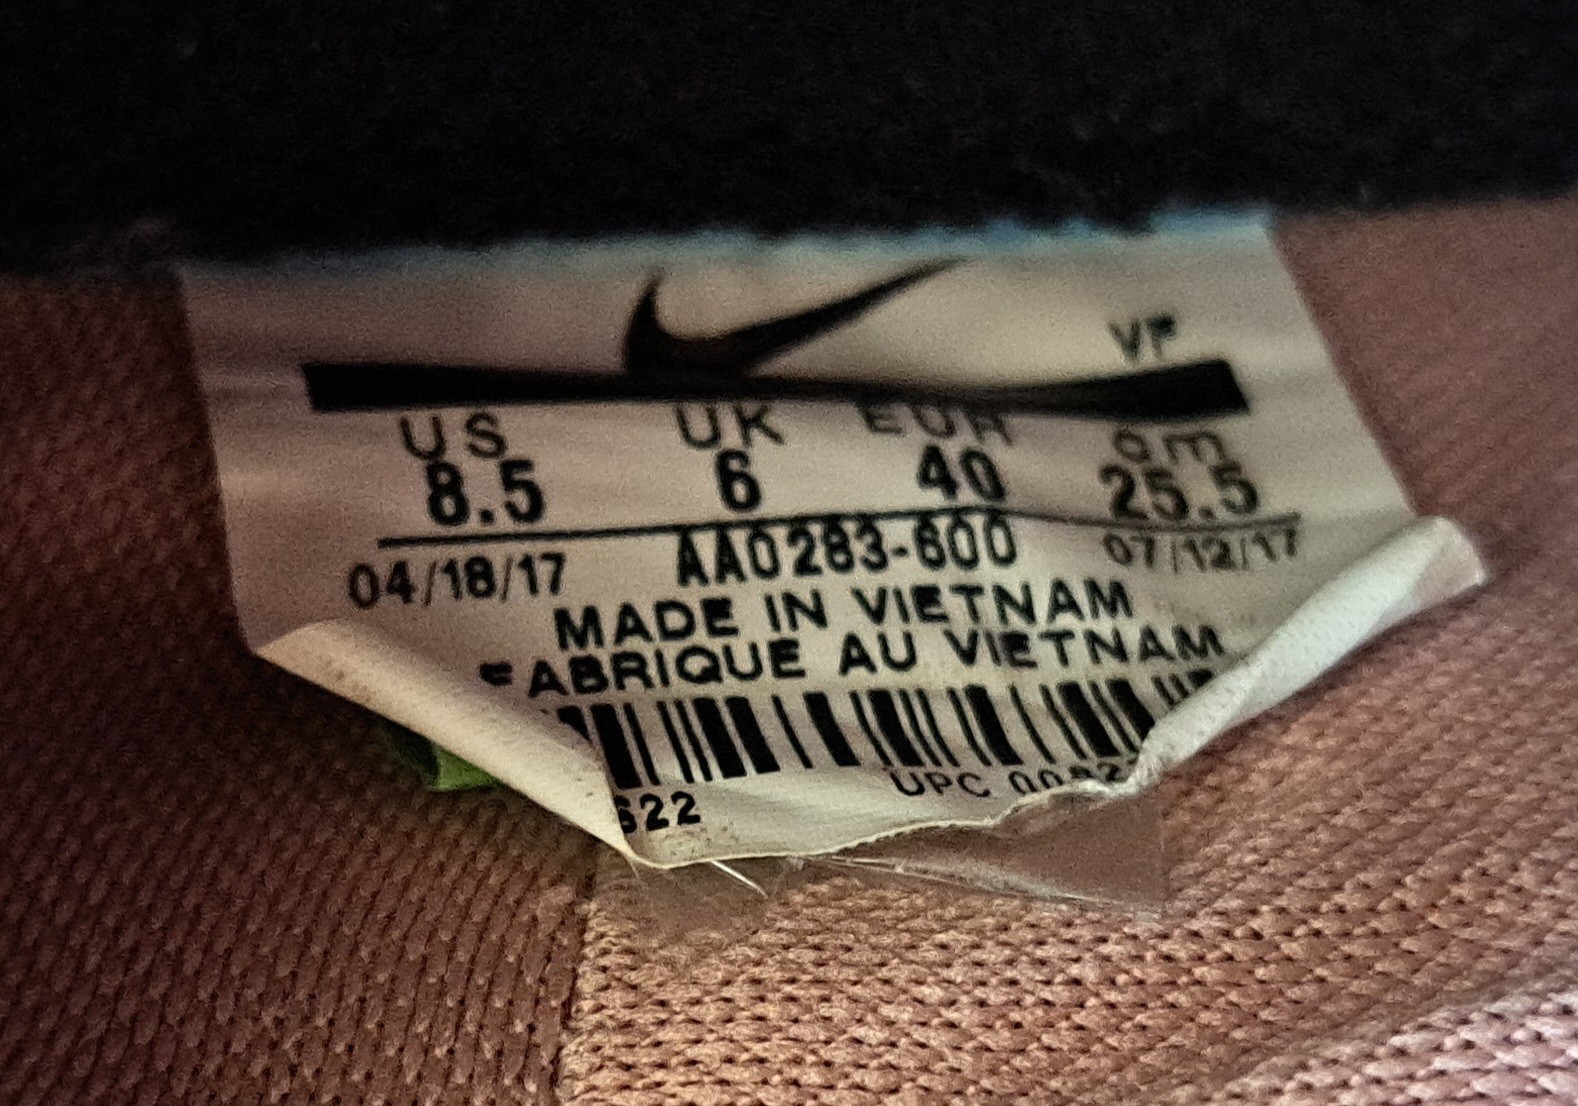 VF
US UK EUR cm
8.5 6 40 25.5
04/18/17 AA0283-600 07/12/17
MADE IN VIETNAM
FABRIQUE AU VIETNAM
UPC
622